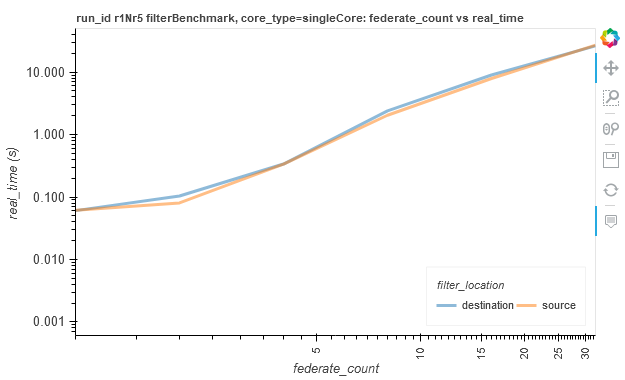 run_id r1Nr5 filterBenchmark, core_type=singleCore: federate_count vs real_time
10.000
1.000
0.100
0.010
0.001
real_time (s)
5
10
15
20
25
30
federate_count
filter_location
destination
source